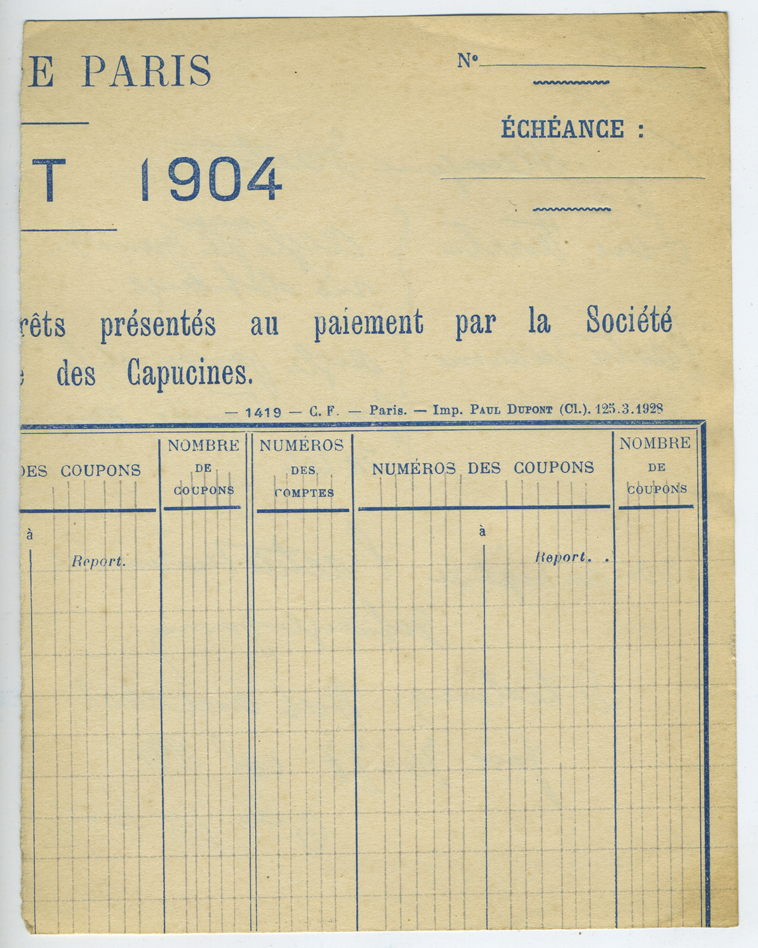 E PARIS
N°
ÉCHÉANCE :
T 1904
rêts présentés au paiement par la Société
des Capucines.
— 1419 — C. F. — Paris. — Imp. PAUL DUPONT (Cl.). 125.3.1928
DES COUPONS
NOMBRE
DE
COUPONS
NUMÉROS
DES
COMPTES
NUMÉROS DES COUPONS
NOMBRE
DE
COUPONS
à
Report.
à
Report. .